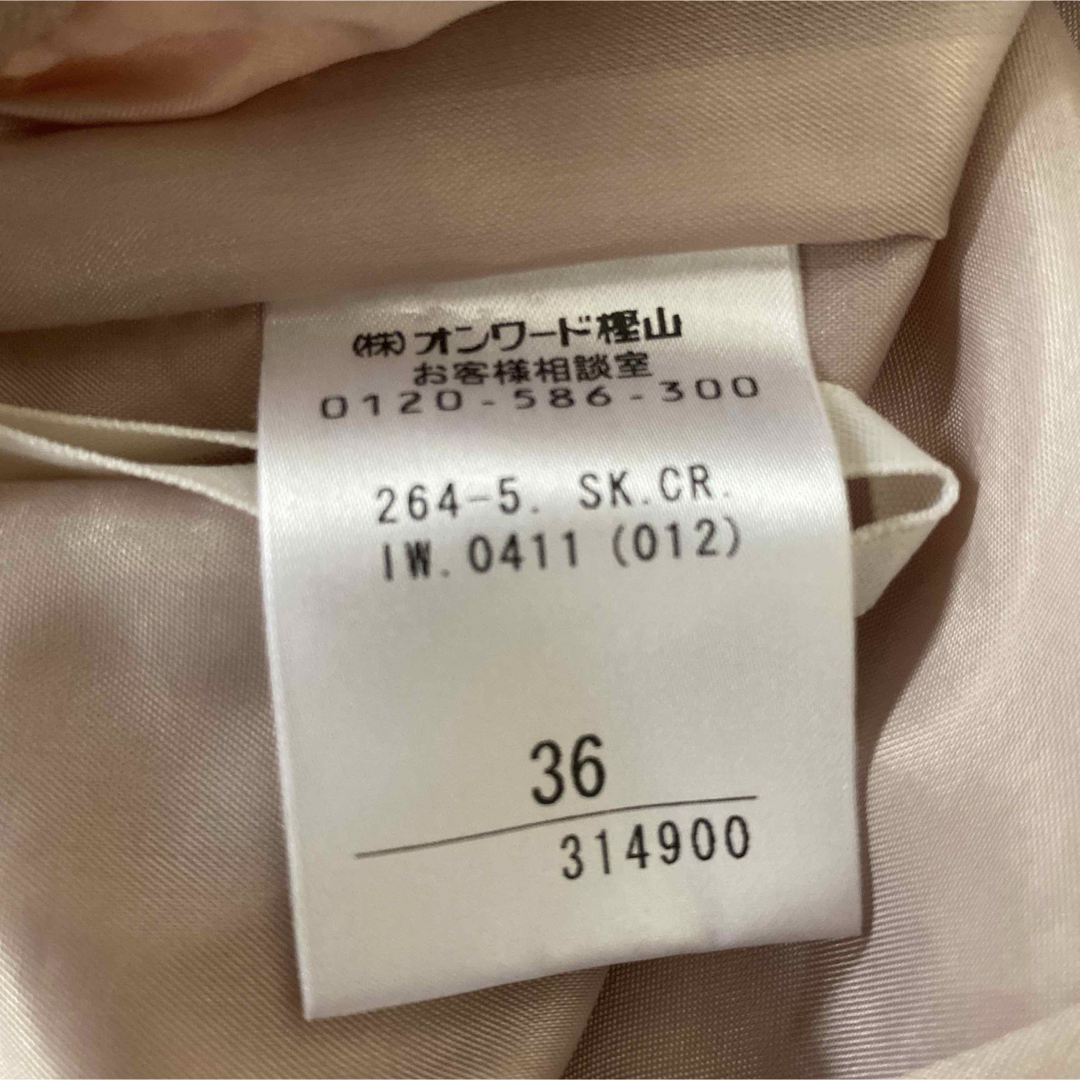 (株)オンワード樫山
お客様相談室
0120-586-300
264-5. SK.CR.
IW.0411 (012)
36
314900